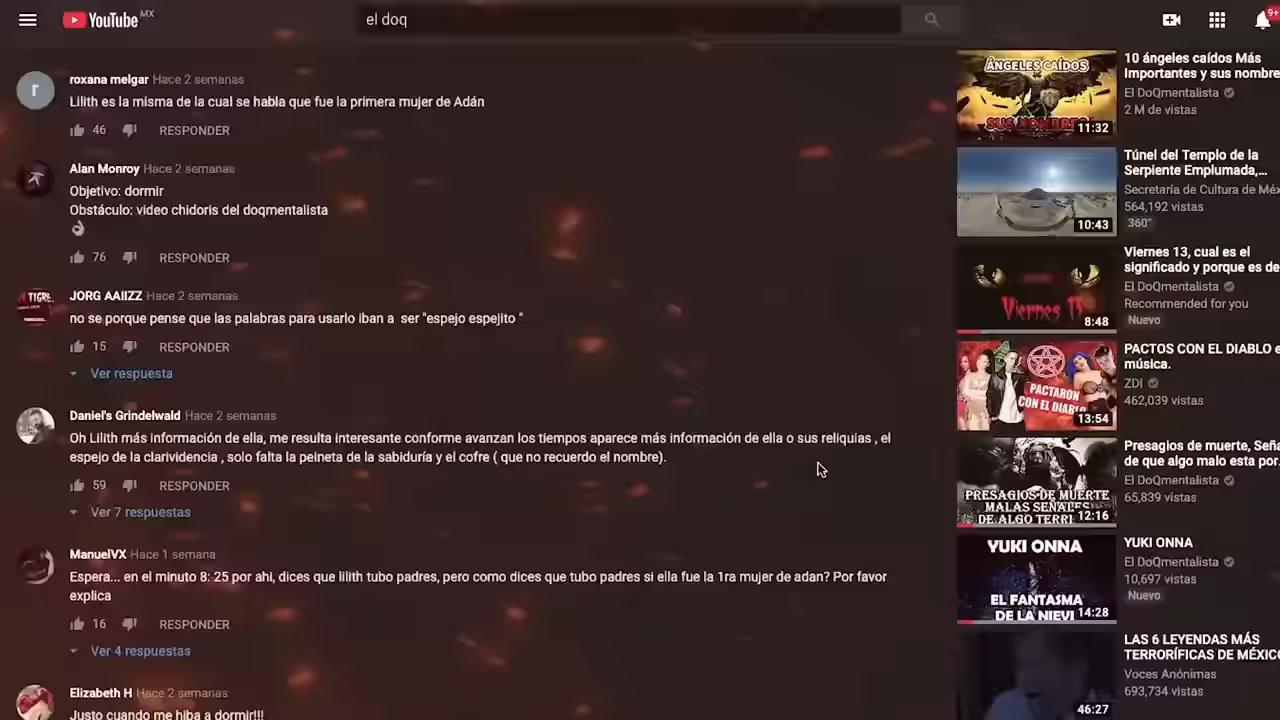 YouTube MX
el doq
9+
roxana melgar Hace 2 semanas
Lilith es la misma de la cual se habla que fue la primera mujer de Adán
46 RESPONDER
Alan Monroy Hace 2 semanas
Objetivo: dormir
Obstáculo: video chidoris del doqmentalista
👌
76 RESPONDER
JORG AAIIZZ Hace 2 semanas
no se porque pense que las palabras para usarlo iban a ser "espejo espejito "
15 RESPONDER
Ver respuesta
Daniel's Grindelwald Hace 2 semanas
Oh Lilith más información de ella, me resulta interesante conforme avanzan los tiempos aparece más información de ella o sus reliquias , el
espejo de la clarividencia , solo falta la peineta de la sabiduría y el cofre ( que no recuerdo el nombre).
59 RESPONDER
Ver 7 respuestas
ManuelVX Hace 1 semana
Espera... en el minuto 8: 25 por ahi, dices que lilith tubo padres, pero como dices que tubo padres si ella fue la 1ra mujer de adan? Por favor
explica
16 RESPONDER
Ver 4 respuestas
Elizabeth H Hace 2 semanas
Justo cuando me hiba a dormir!!!
r
TIGRE
ÁNGELES CAÍDOS
SUS NOMBRES
11:32
10 ángeles caídos Más
Importantes y sus nombre
El DoQmentalista
2 M de vistas
10:43
Túnel del Templo de la
Serpiente Emplumada,...
Secretaría de Cultura de Méx
564,192 vistas
360°
Viernes 13
8:48
Viernes 13, cual es el
significado y porque es de
El DoQmentalista
Recommended for you
Nuevo
PACTARON
CON EL DIABLO
13:54
PACTOS CON EL DIABLO e
música.
ZDI
462,039 vistas
PRESAGIOS DE MUERTE
MALAS SEÑALES
DE ALGO TERRI
12:16
Presagios de muerte, Seña
de que algo malo esta por.
El DoQmentalista
65,839 vistas
YUKI ONNA
EL FANTASMA
DE LA NIEVE
14:28
YUKI ONNA
El DoQmentalista
10,697 vistas
Nuevo
46:27
LAS 6 LEYENDAS MÁS
TERRORÍFICAS DE MÉXICO
Voces Anónimas
693,734 vistas